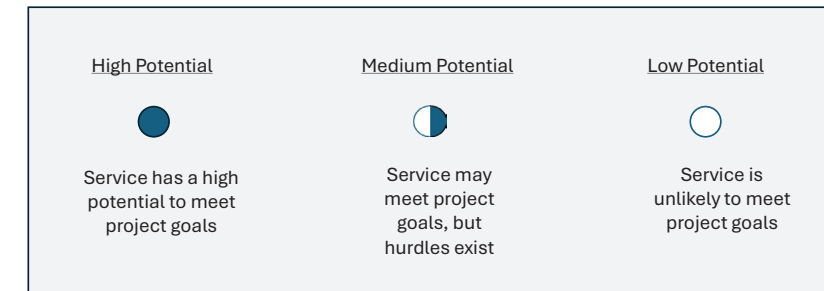 High Potential
Medium Potential
Low Potential
Service has a high
potential to meet
project goals
Service may
meet project
goals, but
hurdles exist
Service is
unlikely to meet
project goals